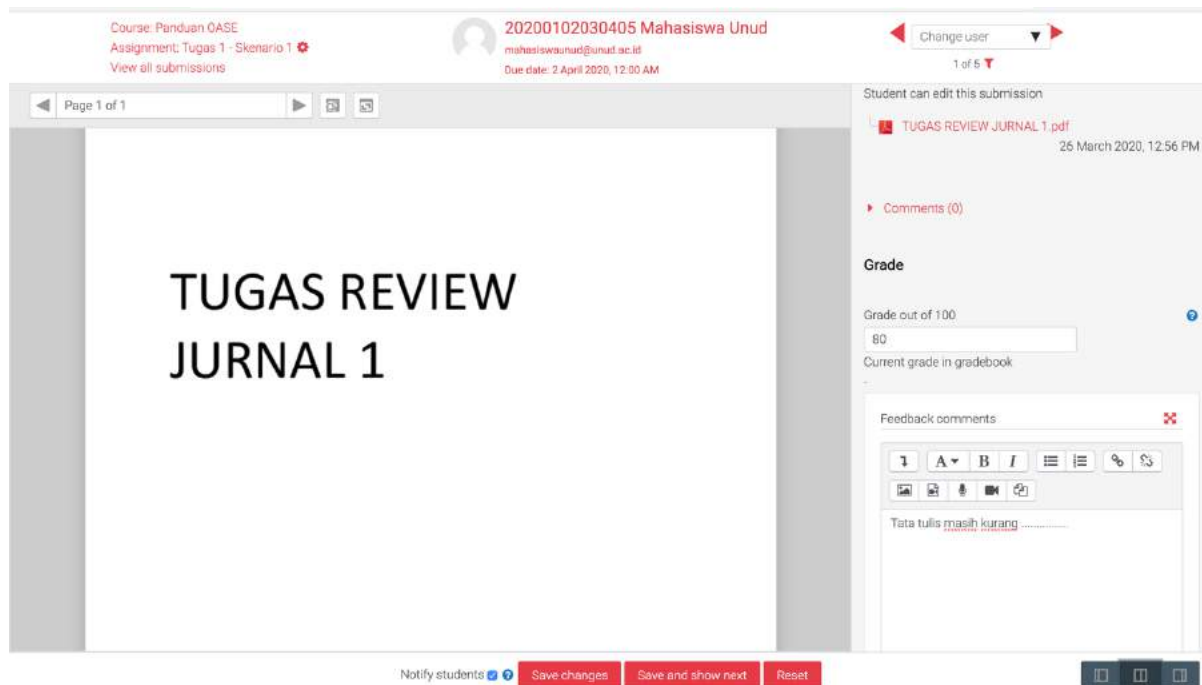 Course: Panduan OASE
Assignment: Tugas 1 - Skenario 1
View all submissions
20200102030405 Mahasiswa Unud
mahasiswaunud@unud.ac.id
Due date: 2 April 2020, 12:00 AM
Change user
1 of 5
Page 1 of 1
TUGAS REVIEW
JURNAL 1
Student can edit this submission
TUGAS REVIEW JURNAL 1.pdf
26 March 2020, 12:56 PM
Comments (0)
Grade
Grade out of 100
80
Current grade in gradebook
-
Feedback comments
A B I
Tata tulis masih kurang ...............
Notify students Save changes Save and show next Reset